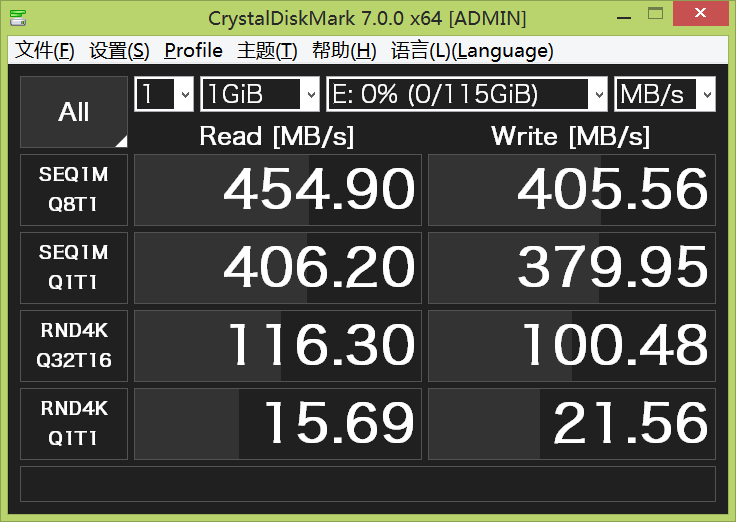 CrystalDiskMark 7.0.0 x64 [ADMIN]
文件(F) 设置(S) Profile 主题(T) 帮助(H) 语言(L)(Language)
All 1 1GiB E: 0% (0/115GiB) MB/s
Read [MB/s] Write [MB/s]
SEQ1M
Q8T1
454.90 405.56
SEQ1M
Q1T1
406.20 379.95
RND4K
Q32T16
116.30 100.48
RND4K
Q1T1
15.69 21.56